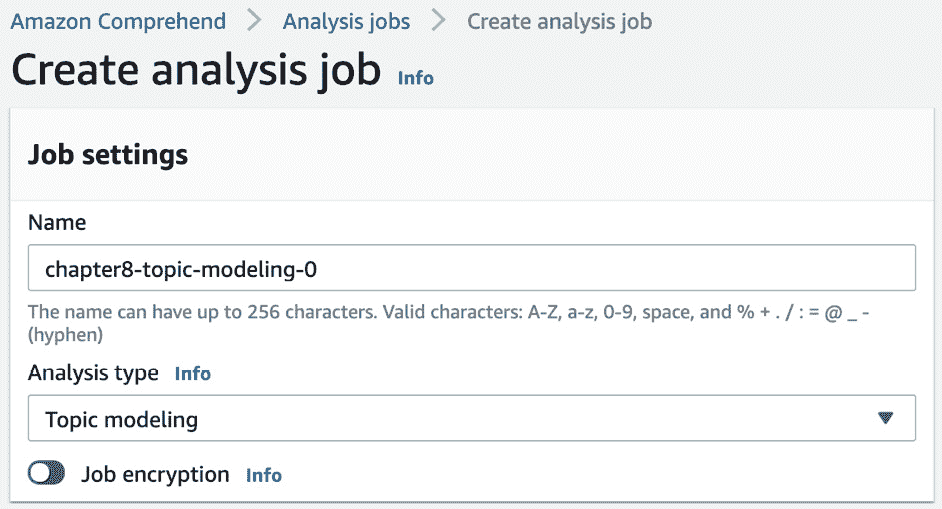 Amazon Comprehend > Analysis jobs > Create analysis job
Create analysis job Info
Job settings
Name
chapter8-topic-modeling-0
The name can have up to 256 characters. Valid characters: A-Z, a-z, 0-9, space, and % + . / : = @ _ -
(hyphen)
Analysis type Info
Topic modeling
Job encryption Info